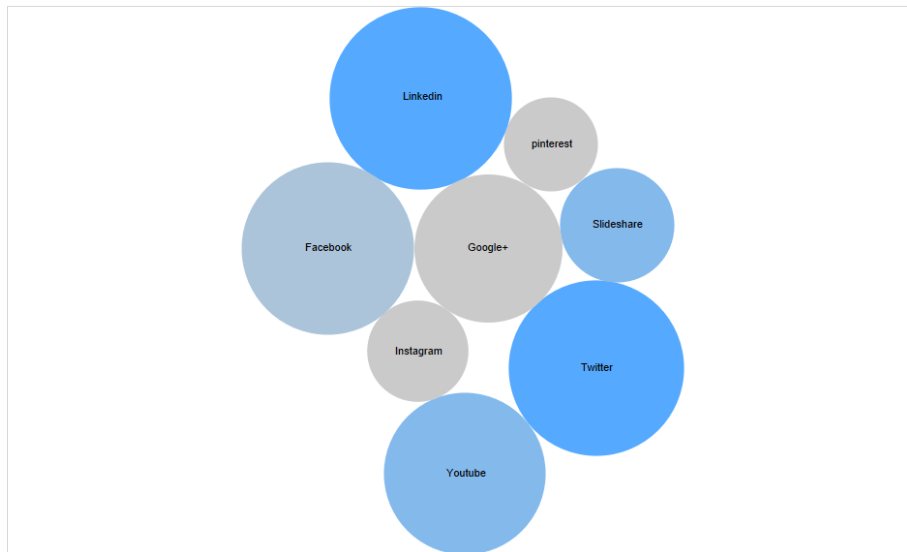 Linkedin
pinterest
Slideshare
Facebook
Google+
Instagram
Twitter
Youtube